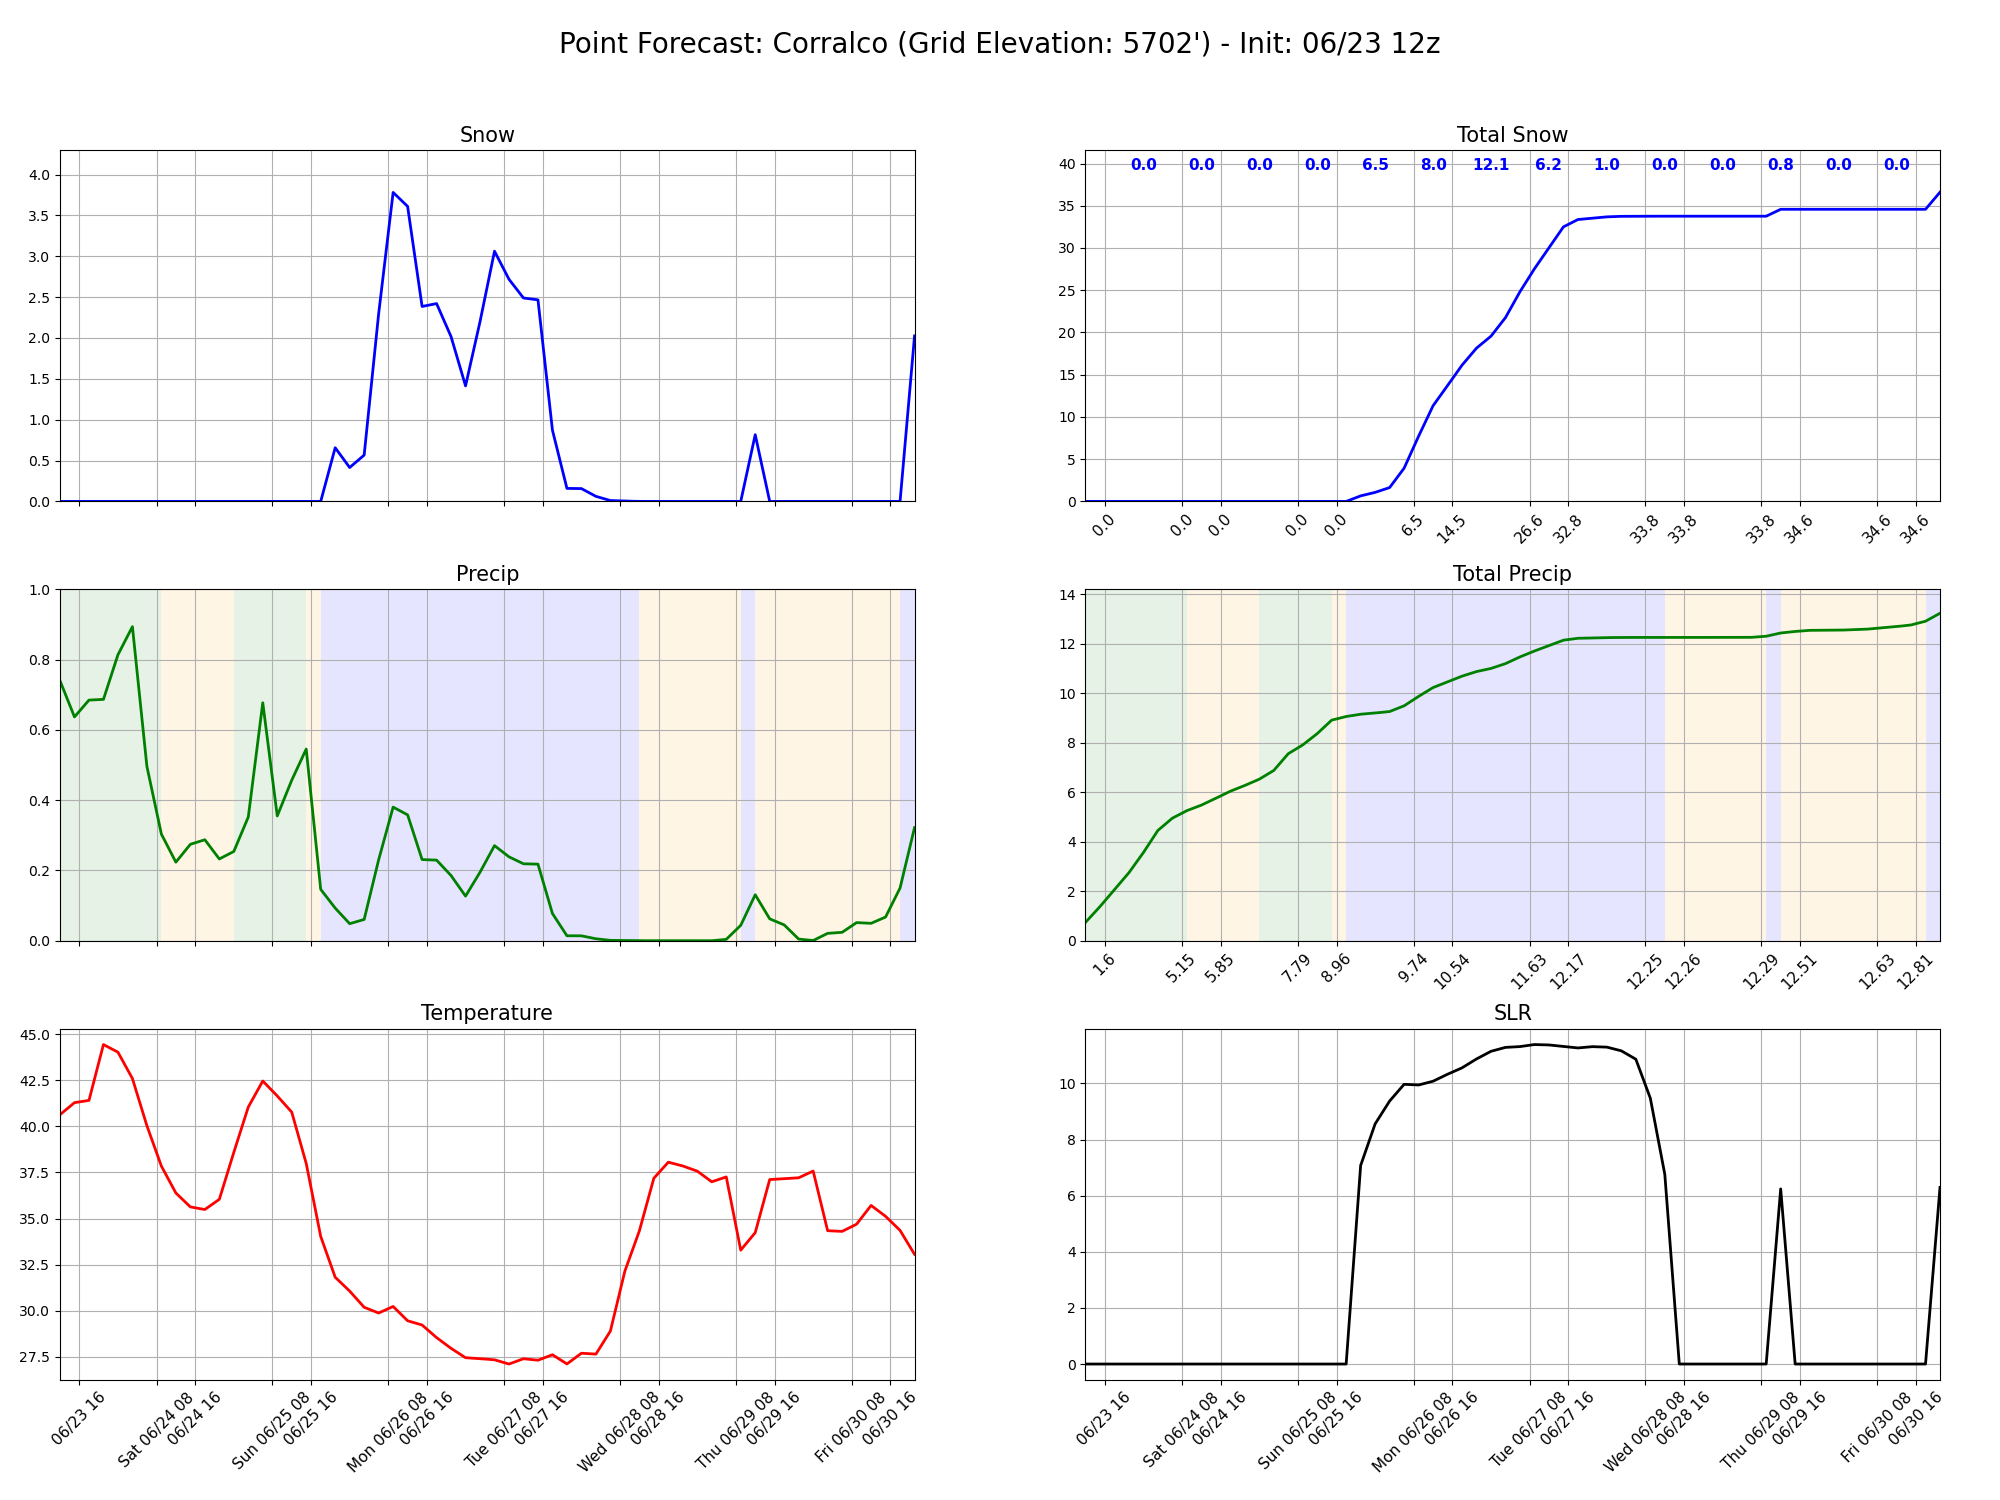 Point Forecast: Corralco (Grid Elevation: 5702') - Init: 06/23 12z
Snow
4.0
3.5
3.0
2.5
2.0
1.5
1.0
0.5
0.0
Total Snow
0.0 0.0 0.0 0.0 6.5 8.0 12.1 6.2 1.0 0.0 0.0 0.8 0.0 0.0
40
35
30
25
20
15
10
5
0
0.0 0.0 0.0 0.0 0.0 6.5 14.5 26.6 32.8 33.8 33.8 33.8 34.6 34.6 34.6
Precip
1.0
0.8
0.6
0.4
0.2
0.0
Total Precip
14
12
10
8
6
4
2
0
1.6 5.15 5.85 7.79 8.96 9.74 10.54 11.63 12.17 12.25 12.26 12.29 12.51 12.63 12.81
Temperature
45.0
42.5
40.0
37.5
35.0
32.5
30.0
27.5
06/23 16
Sat 06/24 08
06/24 16
Sun 06/25 08
06/25 16
Mon 06/26 08
06/26 16
Tue 06/27 08
06/27 16
Wed 06/28 08
06/28 16
Thu 06/29 08
06/29 16
Fri 06/30 08
06/30 16
SLR
10
8
6
4
2
0
06/23 16
Sat 06/24 08
06/24 16
Sun 06/25 08
06/25 16
Mon 06/26 08
06/26 16
Tue 06/27 08
06/27 16
Wed 06/28 08
06/28 16
Thu 06/29 08
06/29 16
Fri 06/30 08
06/30 16